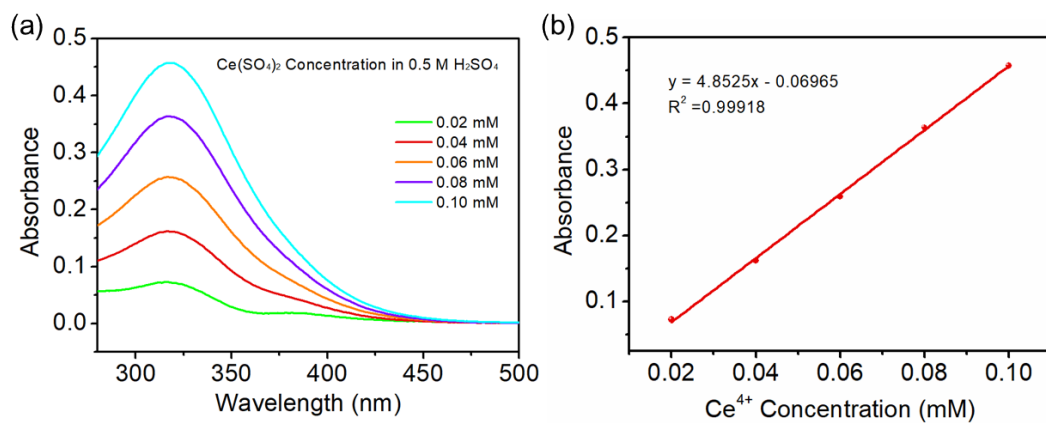 (a)
Ce(SO₄)₂ Concentration in 0.5 M H₂SO₄
0.02 mM
0.04 mM
0.06 mM
0.08 mM
0.10 mM
Absorbance
0.5
0.4
0.3
0.2
0.1
0.0
300 350 400 450 500
Wavelength (nm)
(b)
y = 4.8525x - 0.06965
R² =0.99918
Absorbance
0.5
0.4
0.3
0.2
0.1
0.02 0.04 0.06 0.08 0.10
Ce⁴⁺ Concentration (mM)